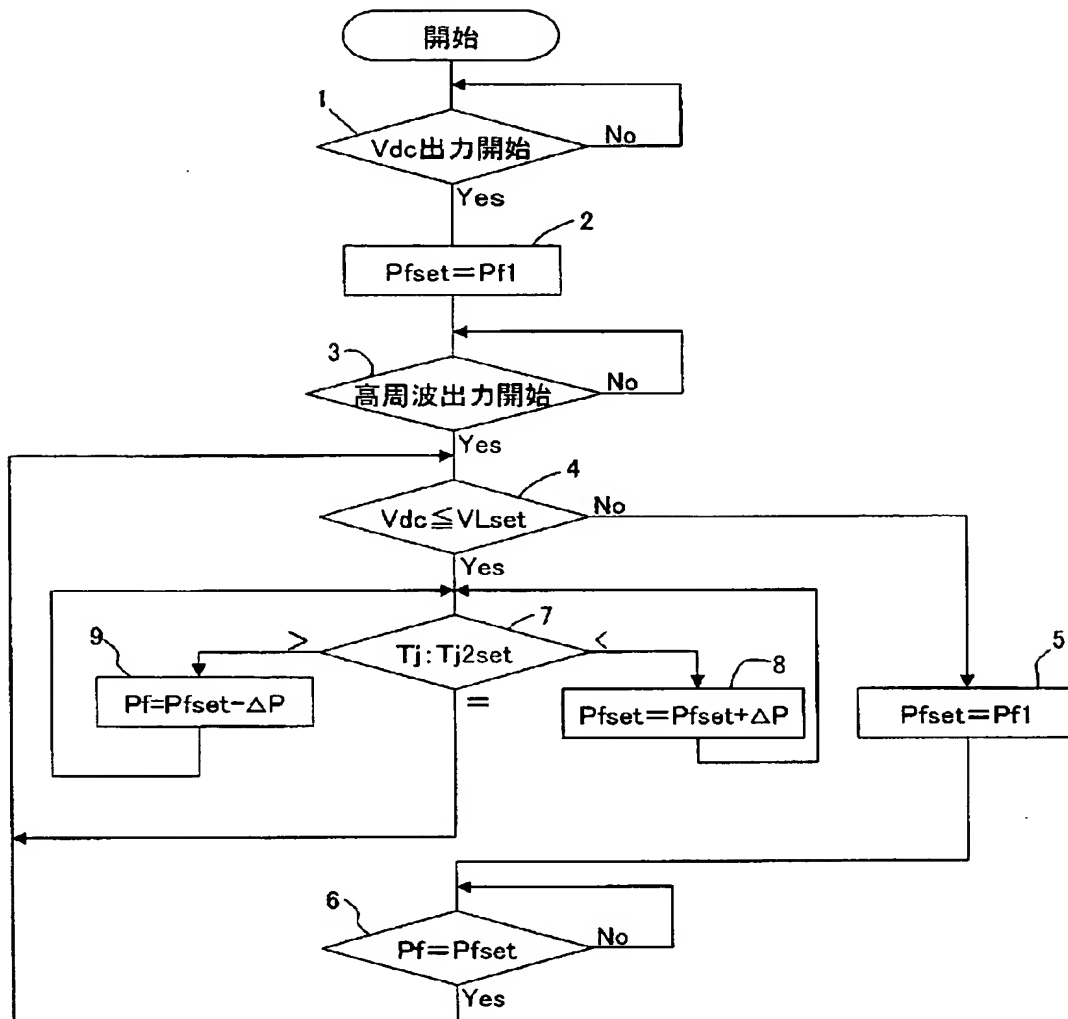 開始
1
Vdc出力開始
No
Yes
2
Pfset=Pf1
3
高周波出力開始
No
Yes
4
Vdc≦VLset
No
Yes
7
>
Tj:Tj2set
<
=
9
Pf=Pfset-△P
8
Pfset=Pfset+△P
5
Pfset=Pf1
6
Pf=Pfset
No
Yes